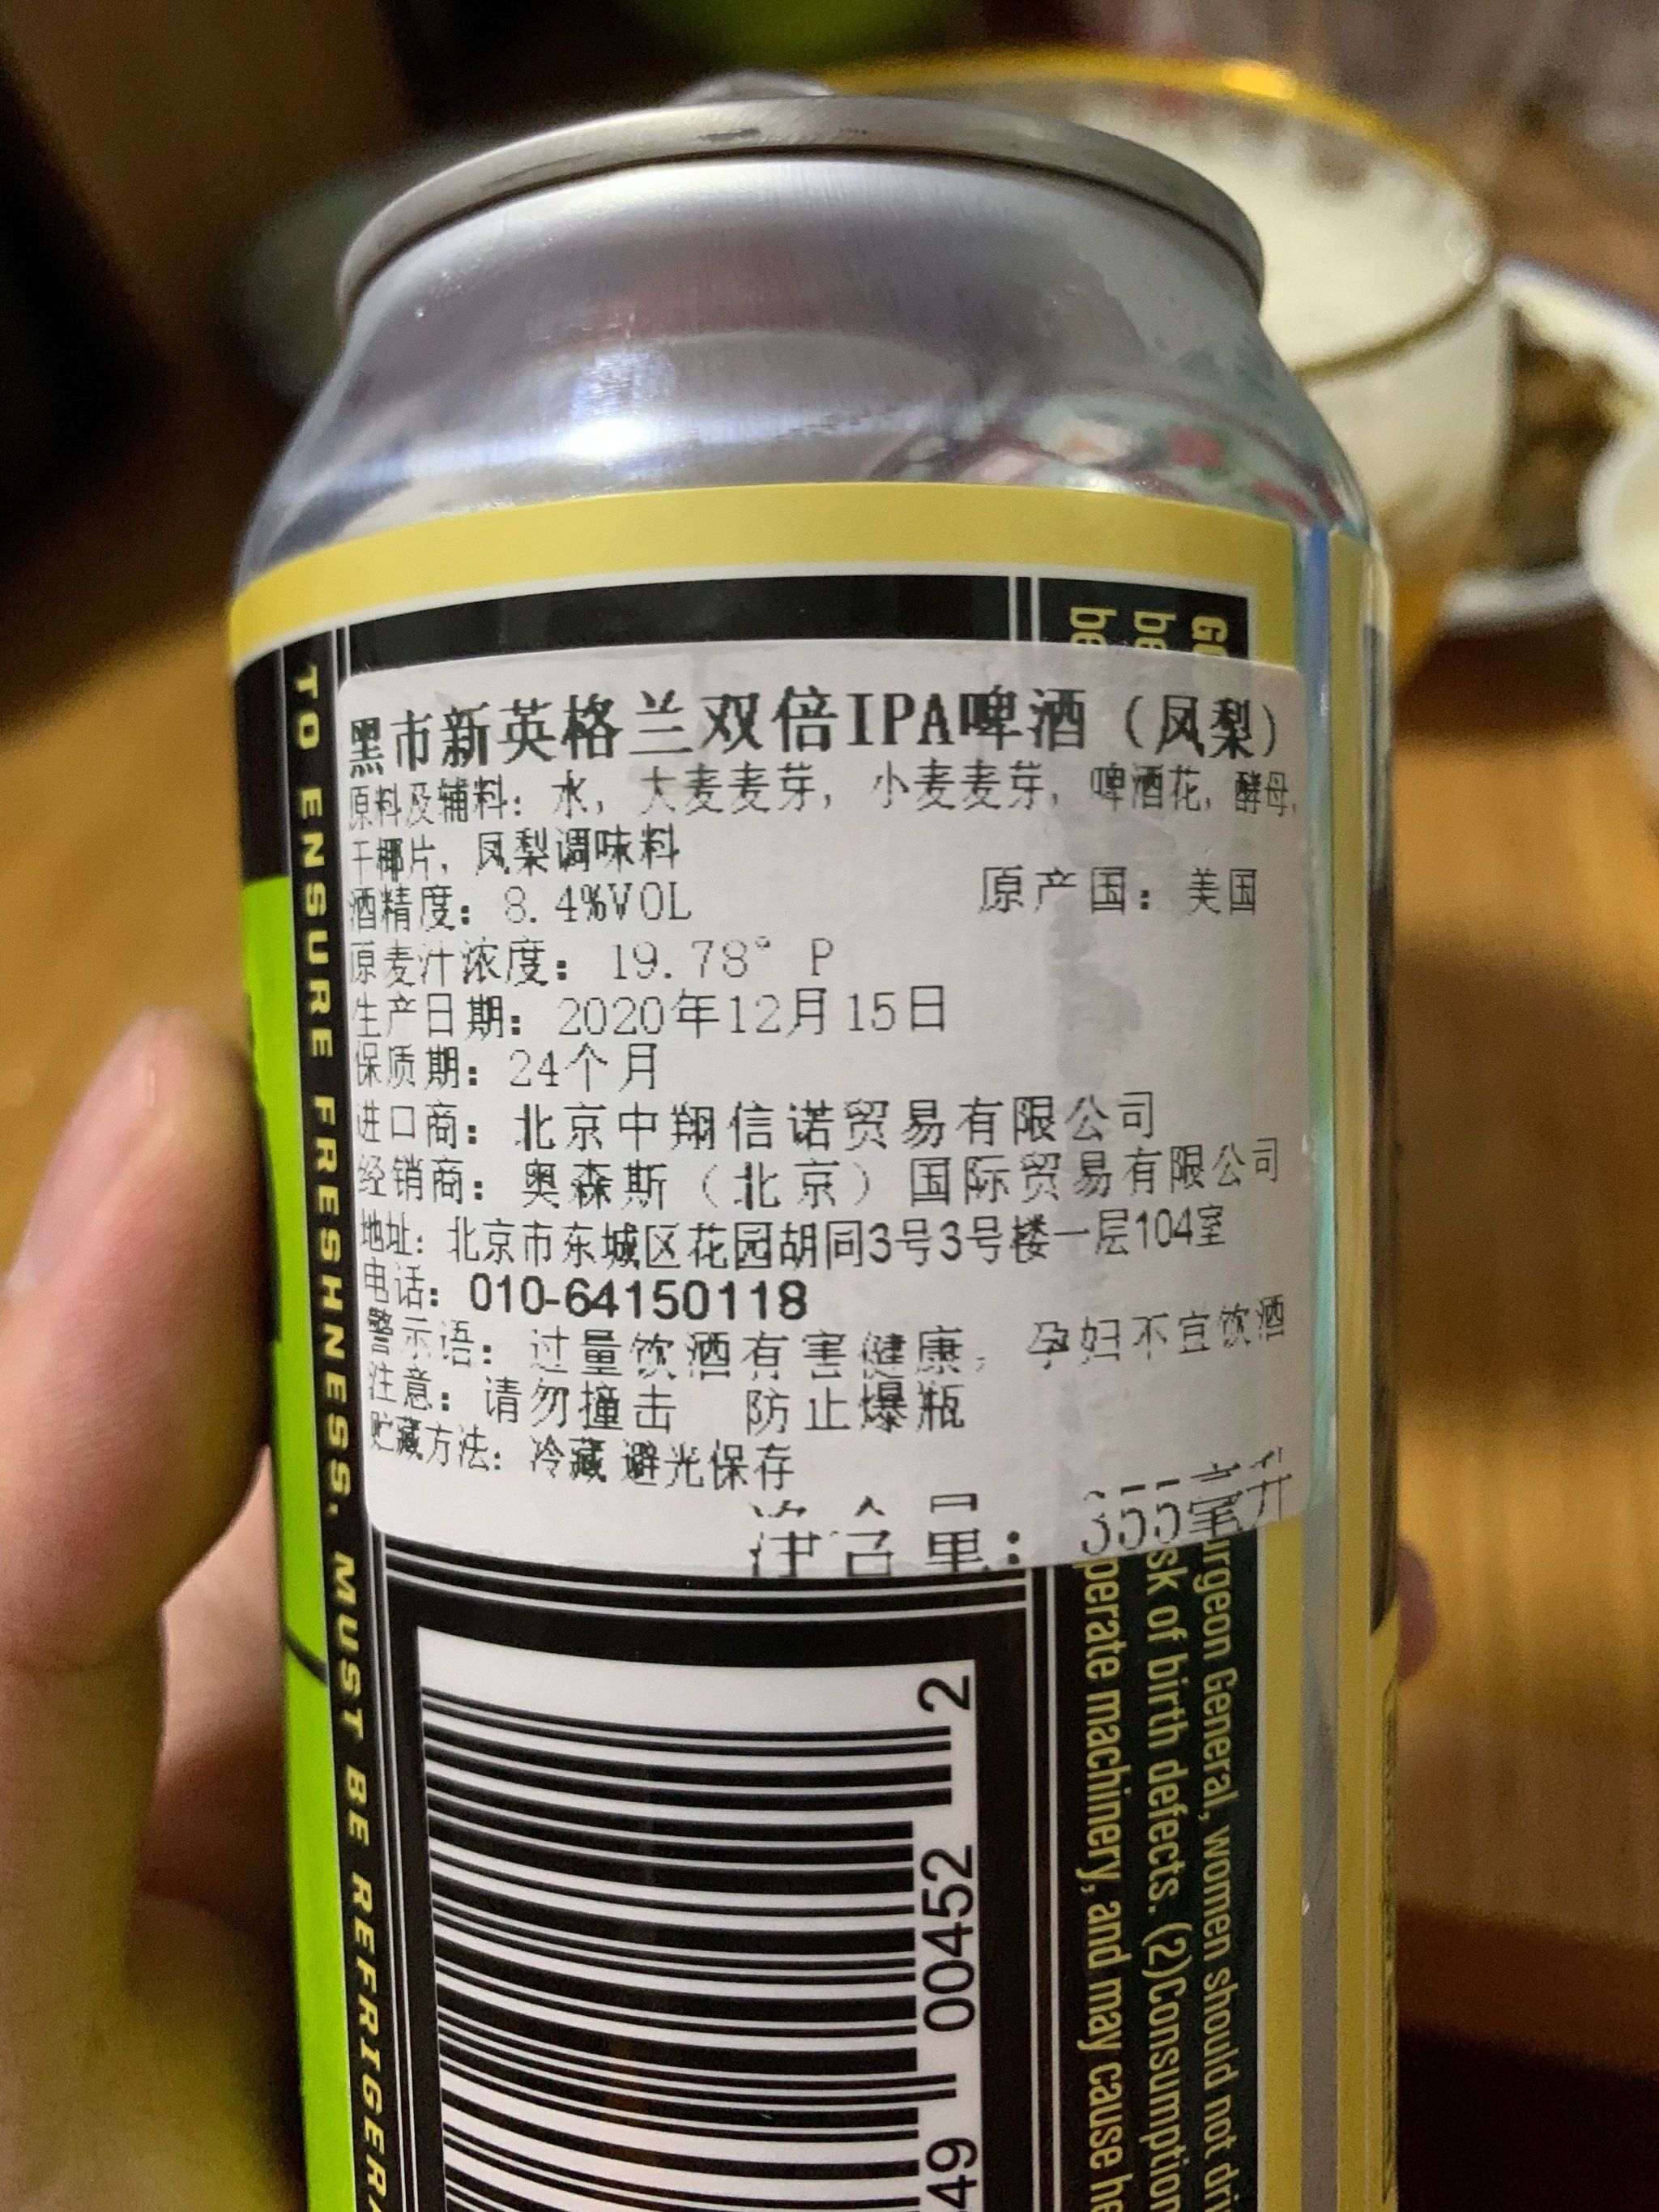 黑市新英格兰双倍IPA啤酒（凤梨）
原料及辅料：水，大麦麦芽，小麦麦芽，啤酒花，酵母，
干椰片，凤梨调味料
酒精度：8.4%VOL
原产国：美国
原麦汁浓度：19.78° P
生产日期：2020年12月15日
保质期：24个月
进口商：北京中翔信诺贸易有限公司
经销商：奥森斯（北京）国际贸易有限公司
地址：北京市东城区花园胡同3号3号楼一层104室
电话：010-64150118
警示语：过量饮酒有害健康，孕妇不宜饮酒
注意：请勿撞击 防止爆瓶
贮藏方法：冷藏 避光保存
净含量：355毫升
TO ENSURE FRESHNESS, MUST BE REFRIGERA
49 00452 2
urgeon General, women should not dri
sk of birth defects. (2)Consumption
perate machinery, and may cause he